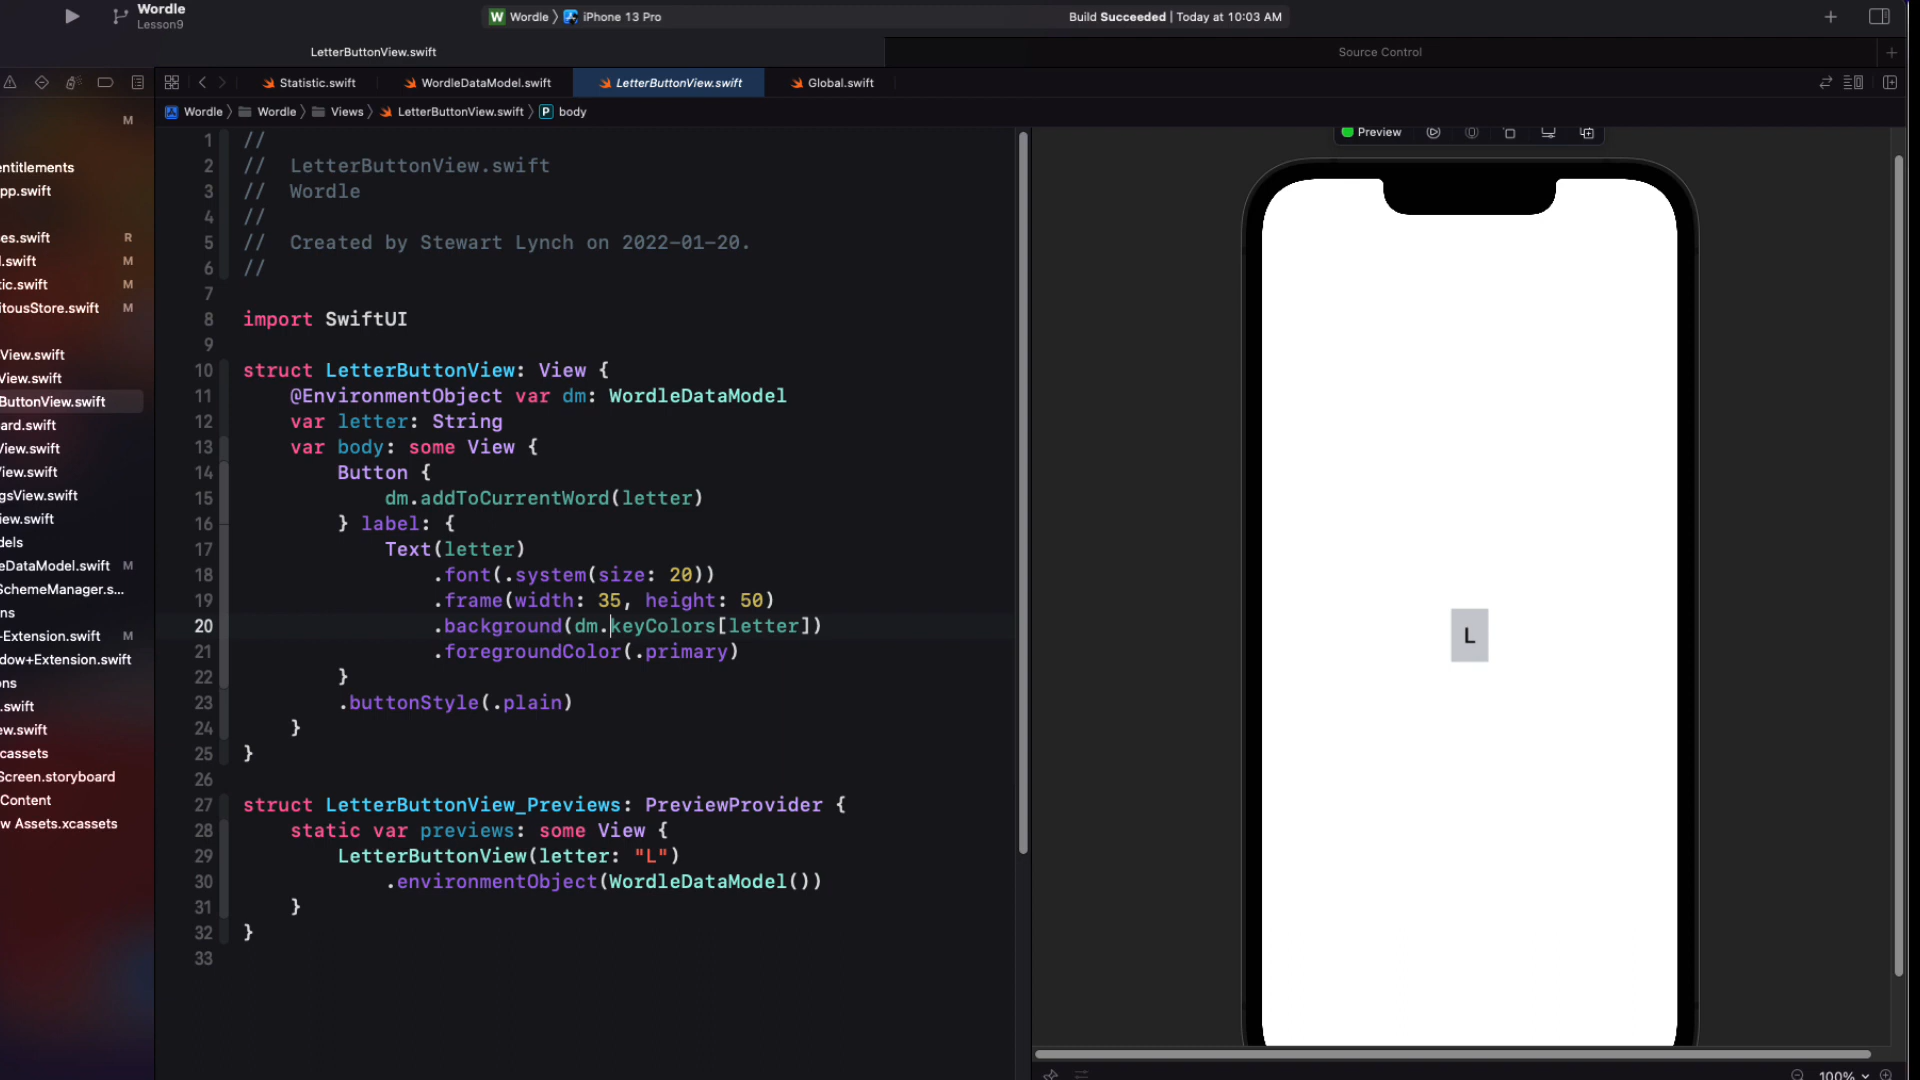 Wordle
Lesson9
Wordle
iPhone 13 Pro
Build Succeeded | Today at 10:03 AM
LetterButtonView.swift
Source Control
Statistic.swift
WordleDataModel.swift
LetterButtonView.swift
Global.swift
Wordle
Wordle
Views
LetterButtonView.swift
P body
M
entitlements
pp.swift
es.swift R
l.swift M
tic.swift M
itousStore.swift M
View.swift
View.swift
ButtonView.swift
ard.swift
View.swift
iew.swift
gsView.swift
iew.swift
dels
eDataModel.swift M
SchemeManager.s...
ns
-Extension.swift M
dow+Extension.swift
ons
.swift
ew.swift
cassets
Screen.storyboard
Content
w Assets.xcassets
1 //
2 // LetterButtonView.swift
3 // Wordle
4 //
5 // Created by Stewart Lynch on 2022-01-20.
6 //
7
8 import SwiftUI
9
10 struct LetterButtonView: View {
11 @EnvironmentObject var dm: WordleDataModel
12 var letter: String
13 var body: some View {
14 Button {
15 dm.addToCurrentWord(letter)
16 } label: {
17 Text(letter)
18 .font(.system(size: 20))
19 .frame(width: 35, height: 50)
20 .background(dm.keyColors[letter])
21 .foregroundColor(.primary)
22 }
23 .buttonStyle(.plain)
24 }
25 }
26
27 struct LetterButtonView_Previews: PreviewProvider {
28 static var previews: some View {
29 LetterButtonView(letter: "L")
30 .environmentObject(WordleDataModel())
31 }
32 }
33
Preview
L
100%